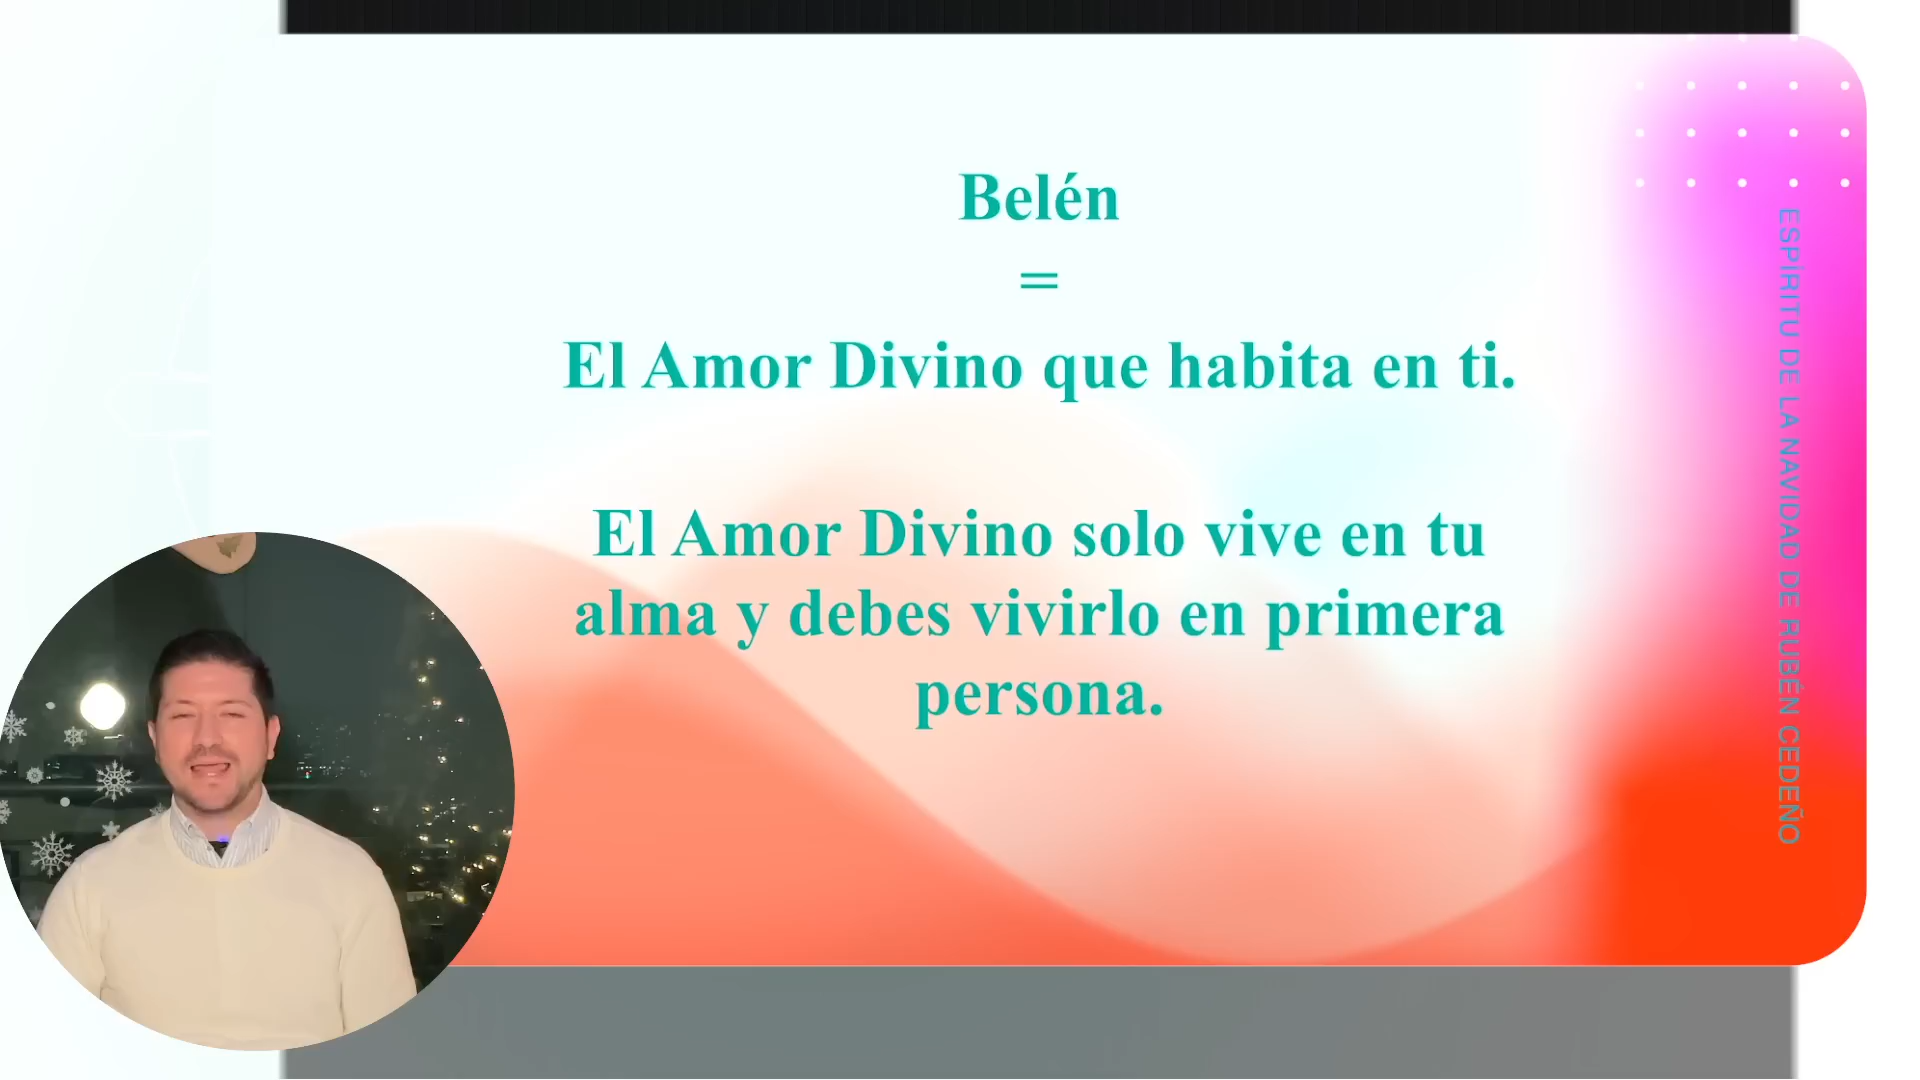 Belén
=
El Amor Divino que habita en ti.
El Amor Divino solo vive en tu
alma y debes vivirlo en primera
persona.
ESPÍRITU DE LA NAVIDAD DE RUBÉN CEDEÑO